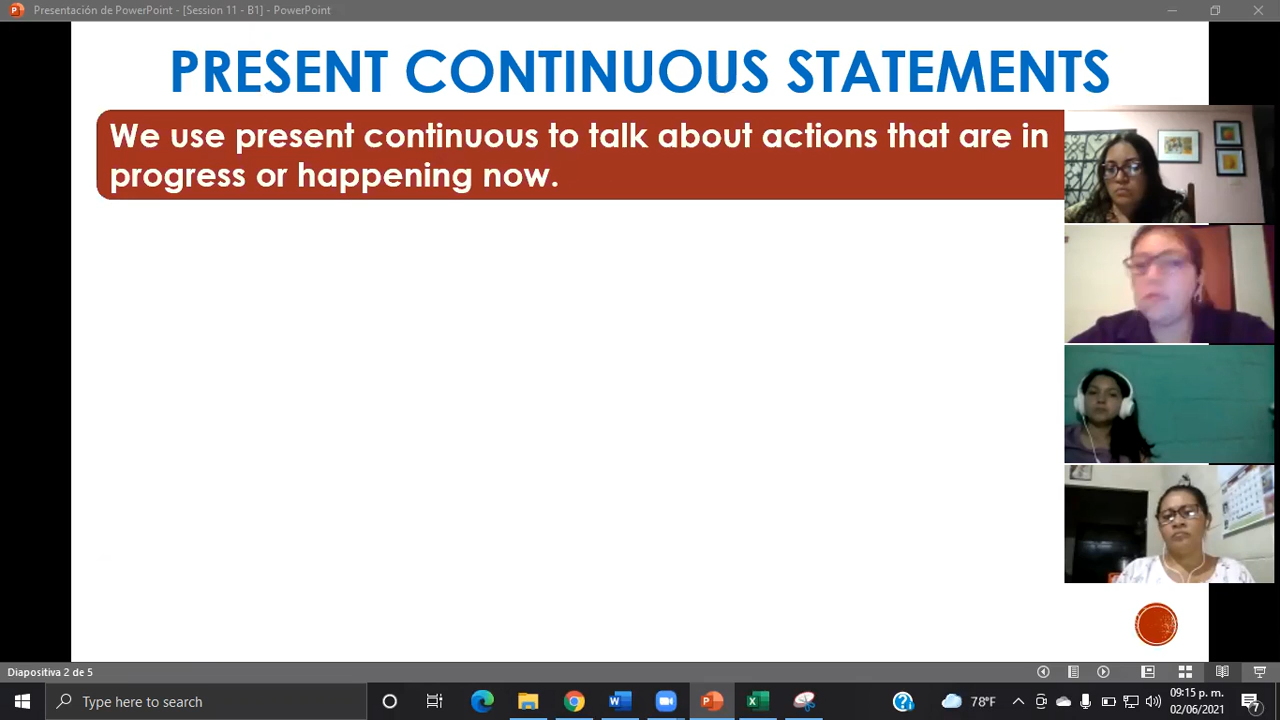 Presentación de PowerPoint - [Session 11 - B1] - PowerPoint
PRESENT CONTINUOUS STATEMENTS
We use present continuous to talk about actions that are in
progress or happening now.
Diapositiva 2 de 5
Type here to search
78°F
09:15 p. m.
02/06/2021
7